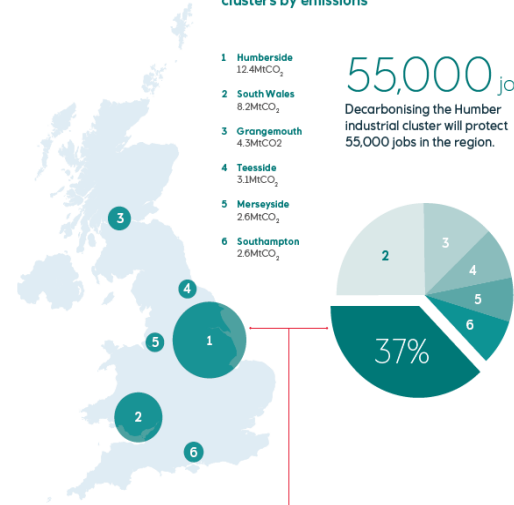 clusters by emissions
1 Humberside
12.4MtCO₂
2 South Wales
8.2MtCO₂
3 Grangemouth
4.3MtCO2
4 Teesside
3.1MtCO₂
5 Merseyside
2.6MtCO₂
6 Southampton
2.6MtCO₂
55,000 jo
Decarbonising the Humber
industrial cluster will protect
55,000 jobs in the region.
3
4
1
5
2
6
2
3
4
5
6
37%